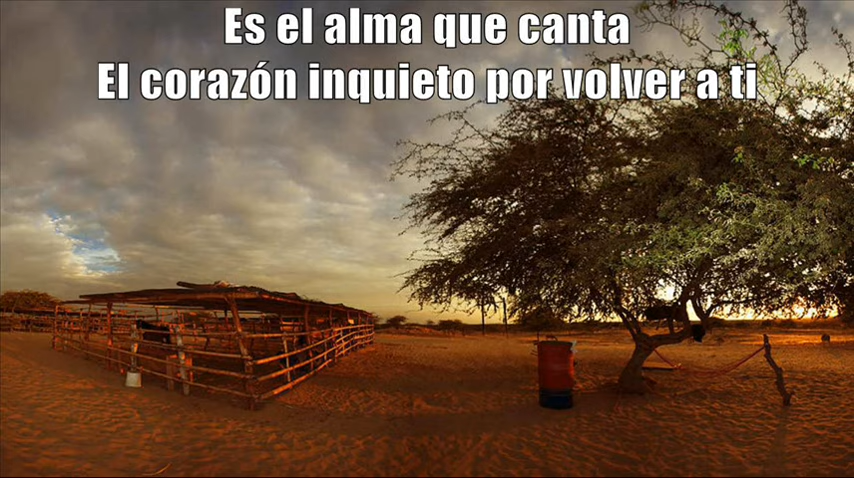 Es el alma que canta
El corazón inquieto por volver a ti